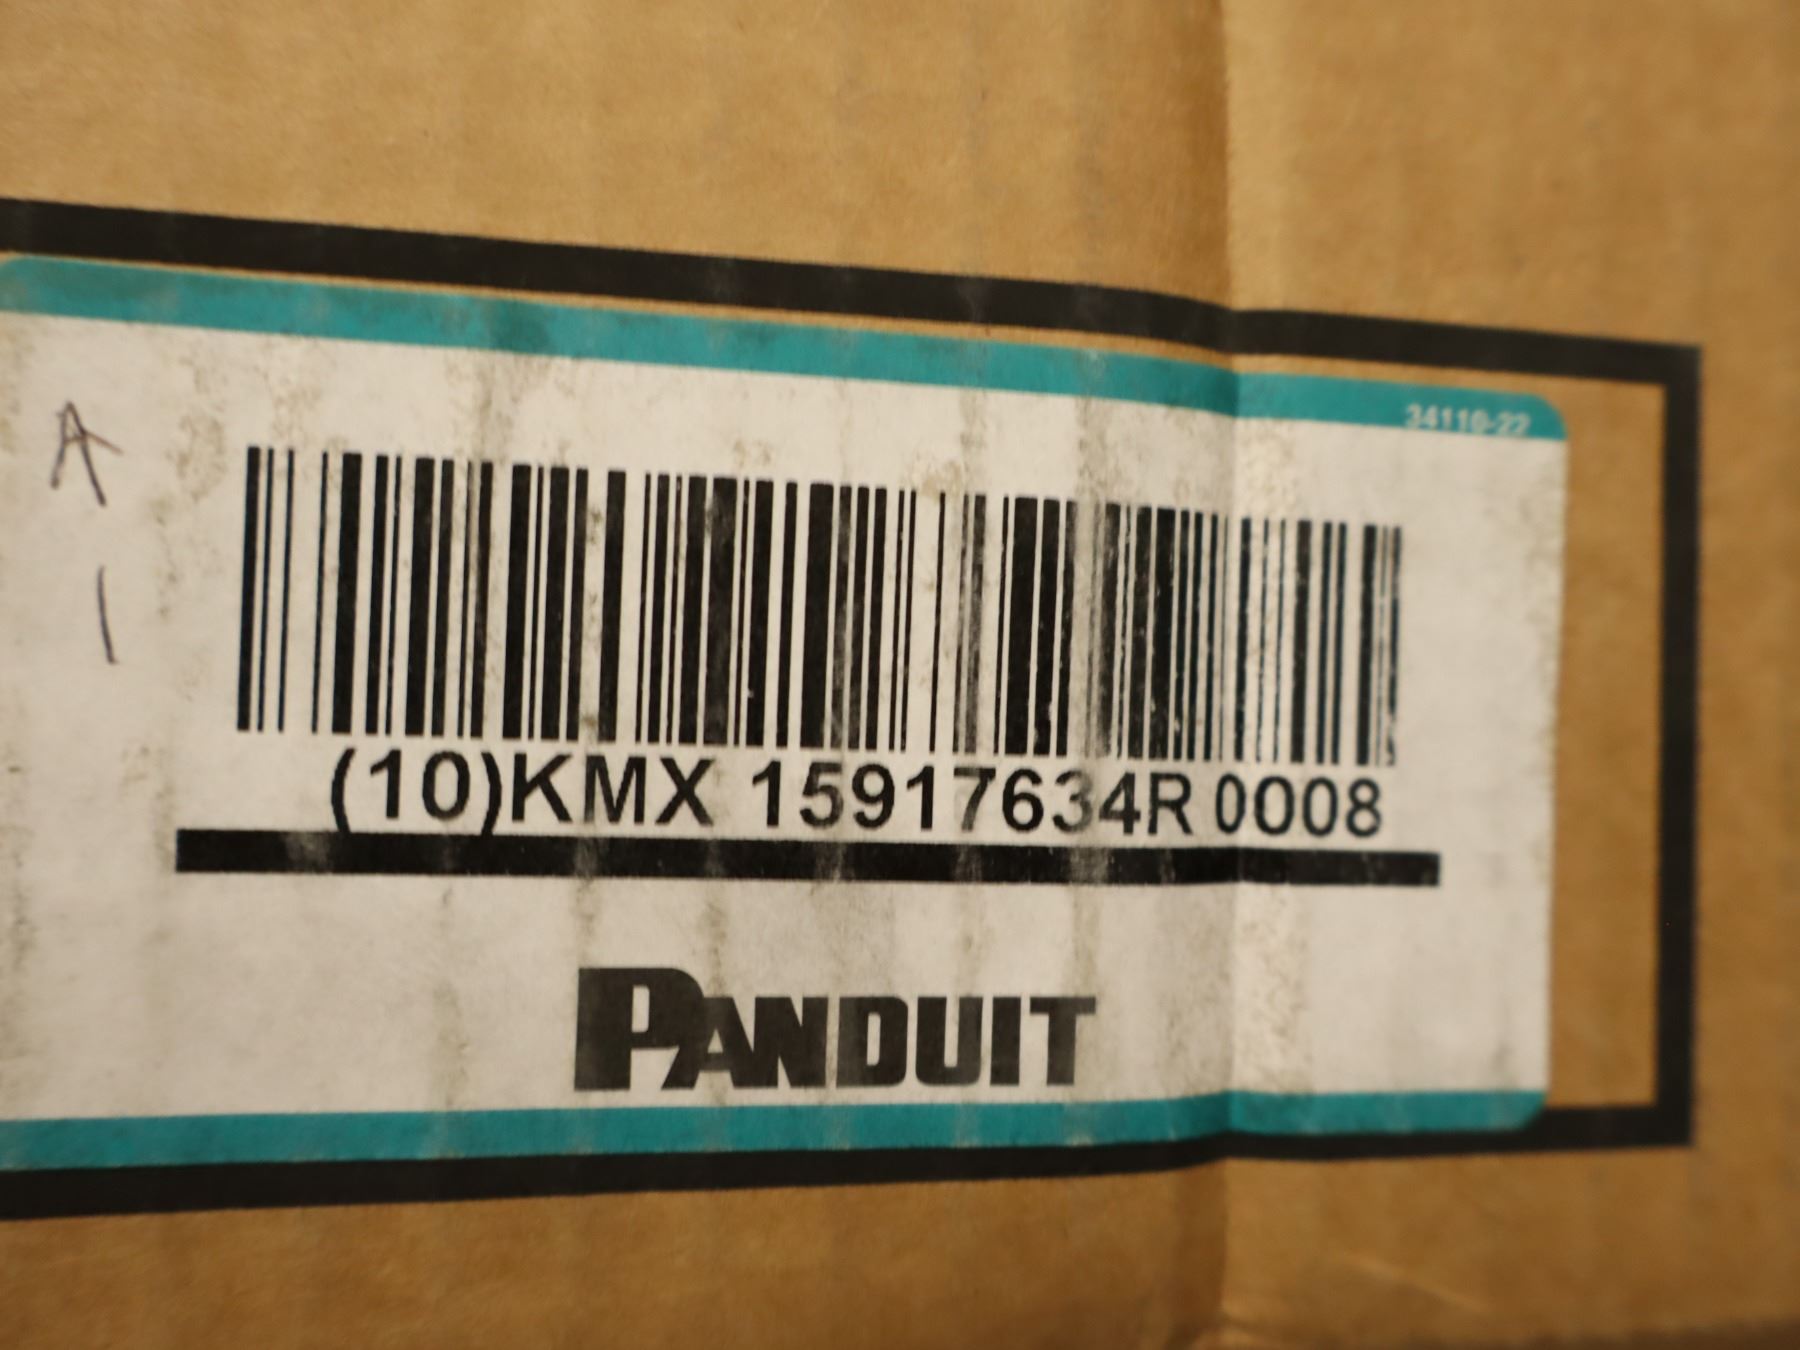 34110-22
A
1
(10)KMX 15917634R 0008
PANDUIT